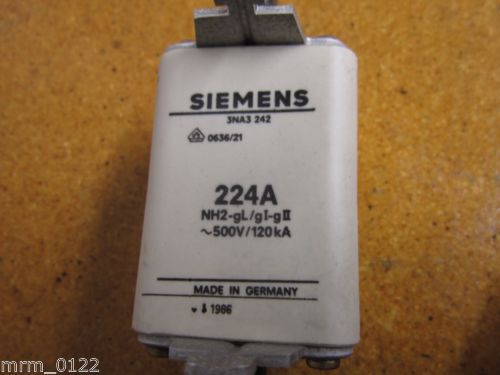 SIEMENS
3NA3 242
0636/21
224A
NH2-gL/gI-gII
~500V/120kA
MADE IN GERMANY
1986
mrm_0122